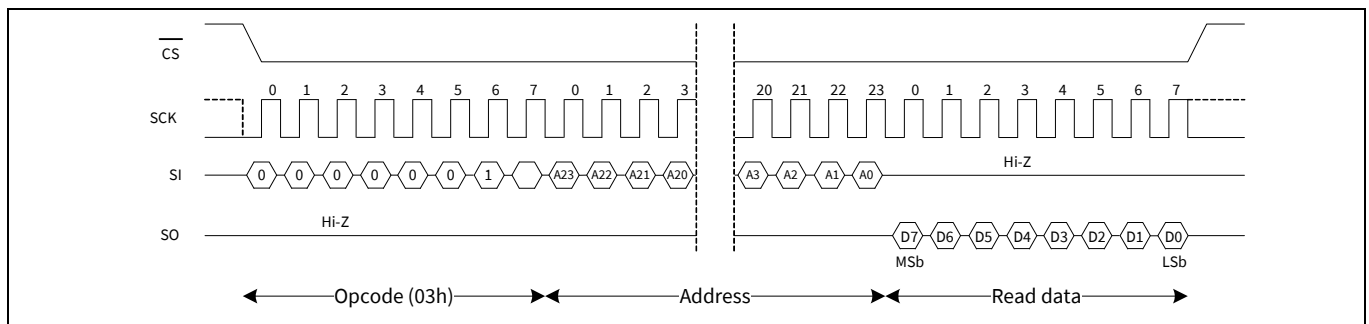 CS
0 1 2 3 4 5 6 7 0 1 2 3 20 21 22 23 0 1 2 3 4 5 6 7
SCK
SI 0 0 0 0 0 0 1 A23 A22 A21 A20 A3 A2 A1 A0 Hi-Z
Hi-Z
SO D7 D6 D5 D4 D3 D2 D1 D0
MSb LSb
Opcode (03h) Address Read data